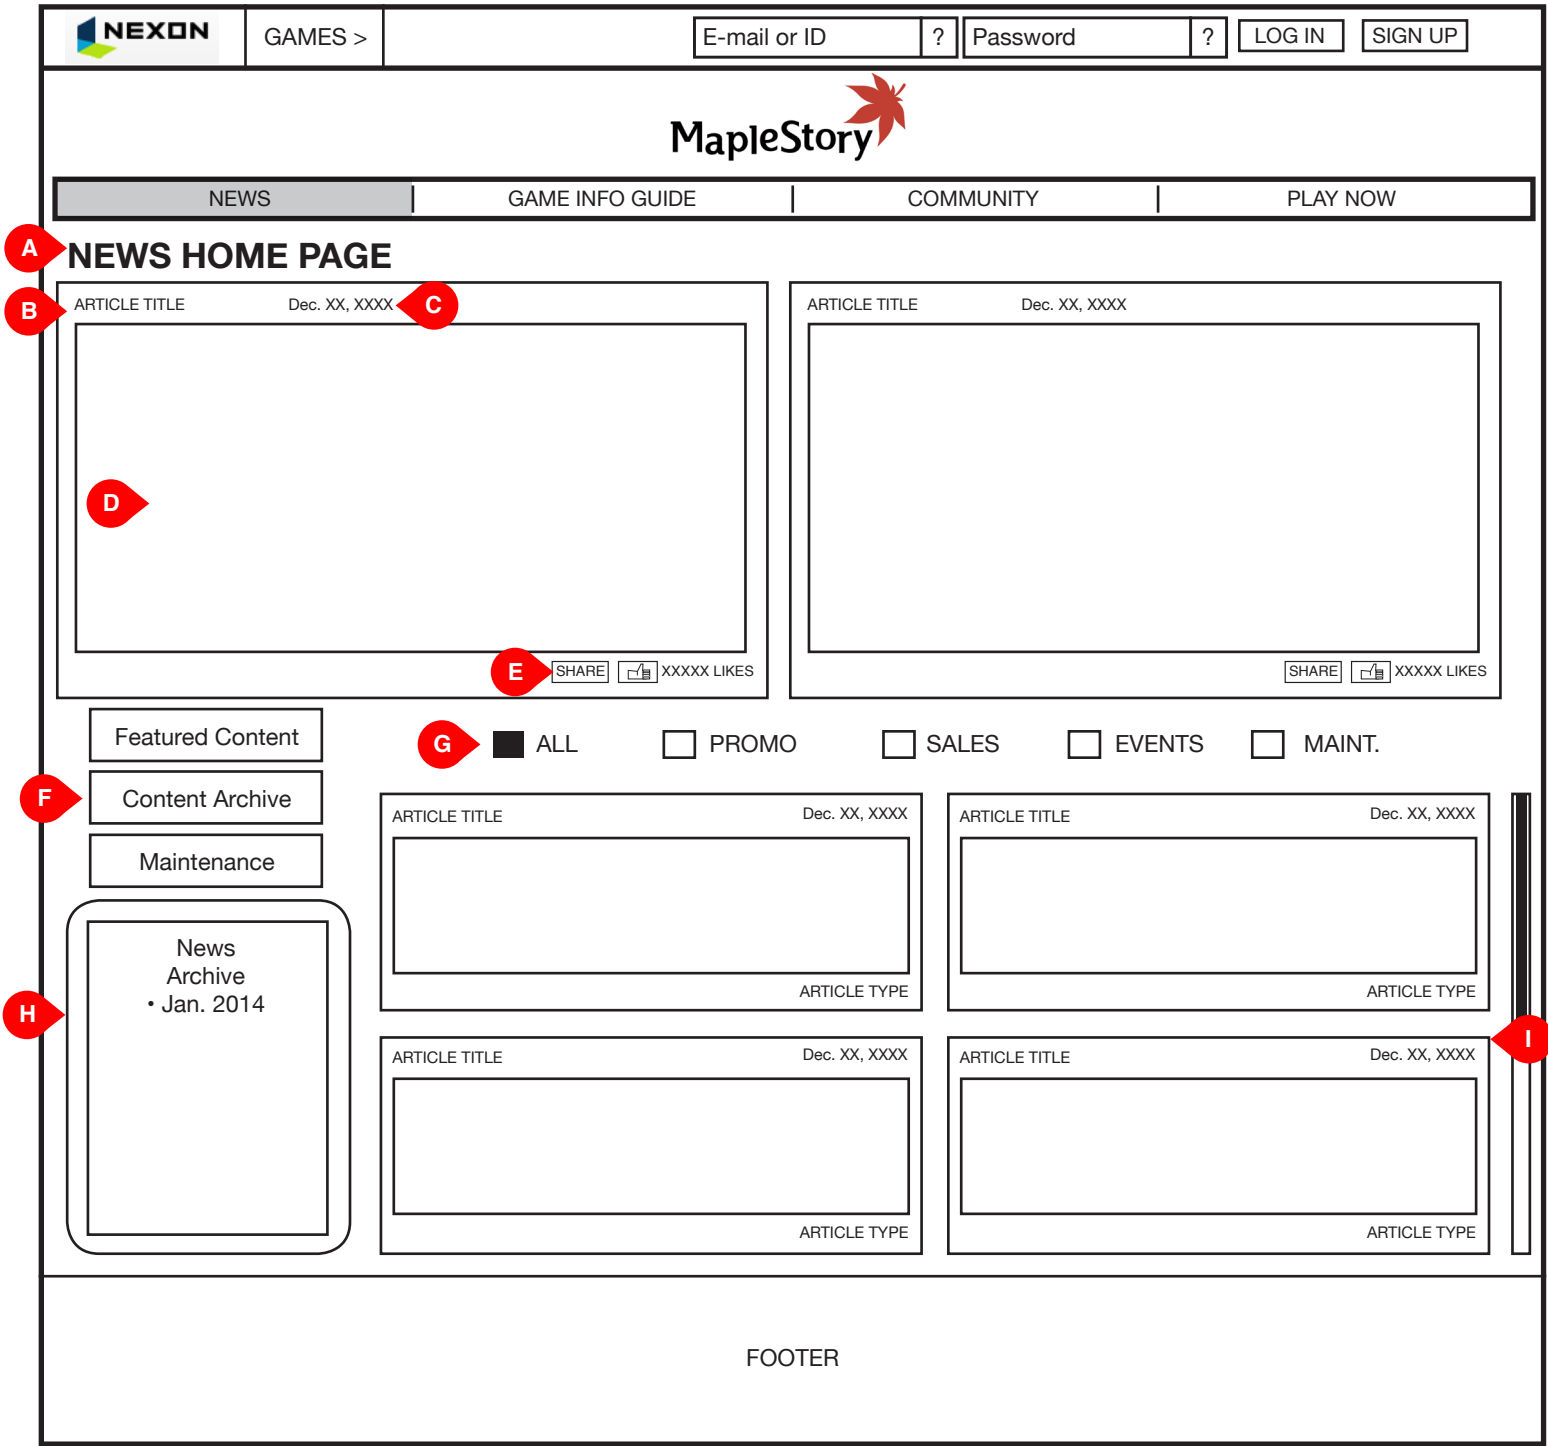 NEXON
GAMES >
E-mail or ID
?
Password
?
LOG IN
SIGN UP
MapleStory
NEWS
GAME INFO GUIDE
COMMUNITY
PLAY NOW
A
NEWS HOME PAGE
B
ARTICLE TITLE
Dec. XX, XXXX
C
ARTICLE TITLE
Dec. XX, XXXX
D
E
SHARE
XXXXX LIKES
SHARE
XXXXX LIKES
Featured Content
F
Content Archive
Maintenance
G
ALL
PROMO
SALES
EVENTS
MAINT.
H
News
Archive
• Jan. 2014
ARTICLE TITLE
Dec. XX, XXXX
ARTICLE TYPE
ARTICLE TITLE
Dec. XX, XXXX
ARTICLE TYPE
I
ARTICLE TITLE
Dec. XX, XXXX
ARTICLE TYPE
ARTICLE TITLE
Dec. XX, XXXX
ARTICLE TYPE
FOOTER